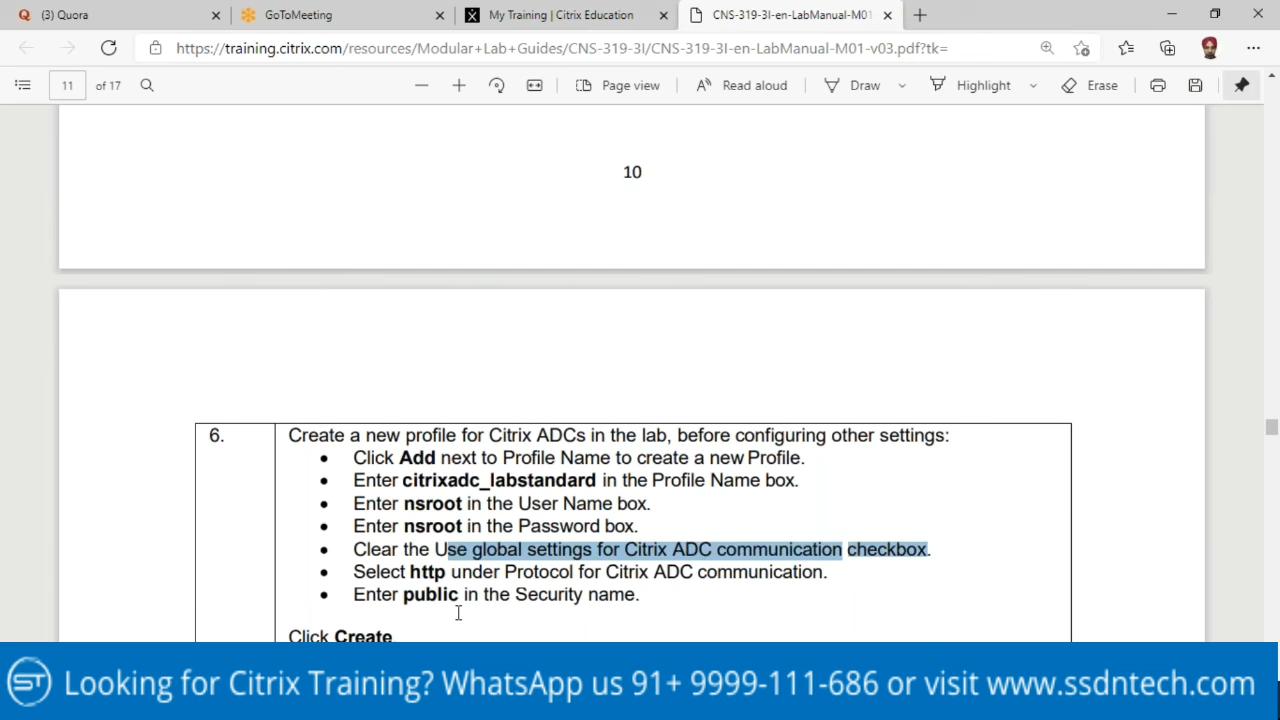 (3) Quora
GoToMeeting
My Training | Citrix Education
CNS-319-3I-en-LabManual-M01
https://training.citrix.com/resources/Modular+Lab+Guides/CNS-319-3I/CNS-319-3I-en-LabManual-M01-v03.pdf?tk=
11 of 17
Page view
Read aloud
Draw
Highlight
Erase
10
6. Create a new profile for Citrix ADCs in the lab, before configuring other settings:
• Click Add next to Profile Name to create a new Profile.
• Enter citrixadc_labstandard in the Profile Name box.
• Enter nsroot in the User Name box.
• Enter nsroot in the Password box.
• Clear the Use global settings for Citrix ADC communication checkbox.
• Select http under Protocol for Citrix ADC communication.
• Enter public in the Security name.
Click Create.
ST Looking for Citrix Training? WhatsApp us 91+ 9999-111-686 or visit www.ssdntech.com